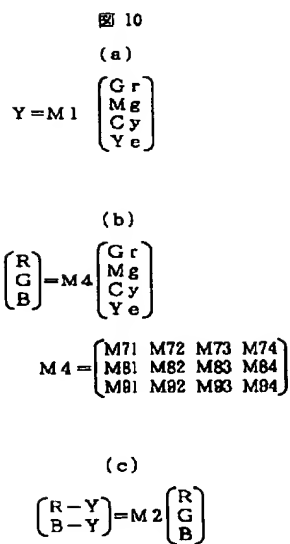 図 10
(a)
Y=M1 (Gr Mg Cy Ye)
(b)
(R G B)=M4 (Gr Mg Cy Ye)
M4=(M71 M72 M73 M74
M81 M82 M83 M84
M91 M92 M93 M94)
(c)
(R-Y B-Y)=M2 (R G B)